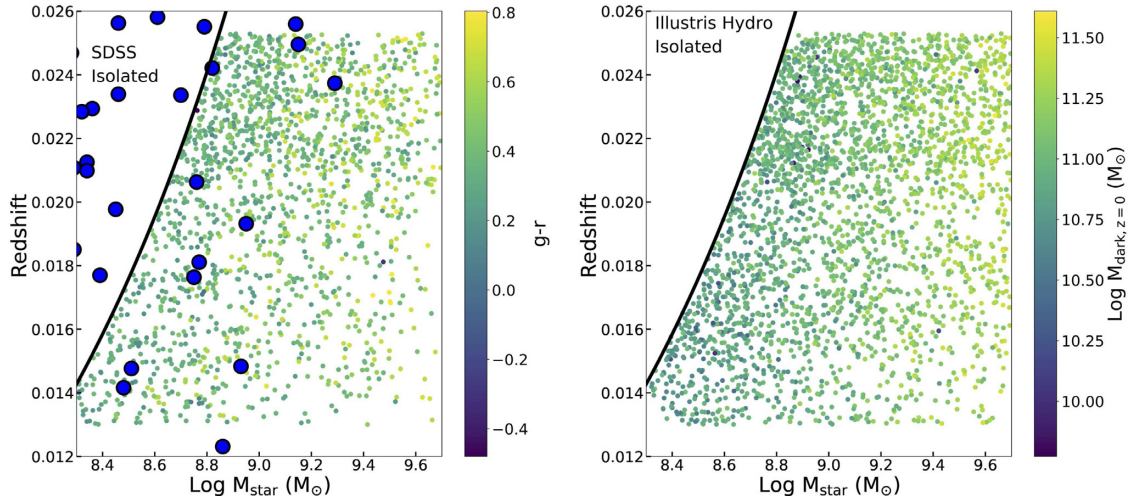 SDSS
Isolated
0.026
0.024
0.022
0.020
0.018
0.016
0.014
0.012
Redshift
8.4 8.6 8.8 9.0 9.2 9.4 9.6
Log M_star (M_⊙)
0.8
0.6
0.4
0.2
0.0
−0.2
−0.4
g-r
Illustris Hydro
Isolated
0.026
0.024
0.022
0.020
0.018
0.016
0.014
0.012
Redshift
8.4 8.6 8.8 9.0 9.2 9.4 9.6
Log M_star (M_⊙)
11.50
11.25
11.00
10.75
10.50
10.25
10.00
Log M_dark, z=0 (M_⊙)